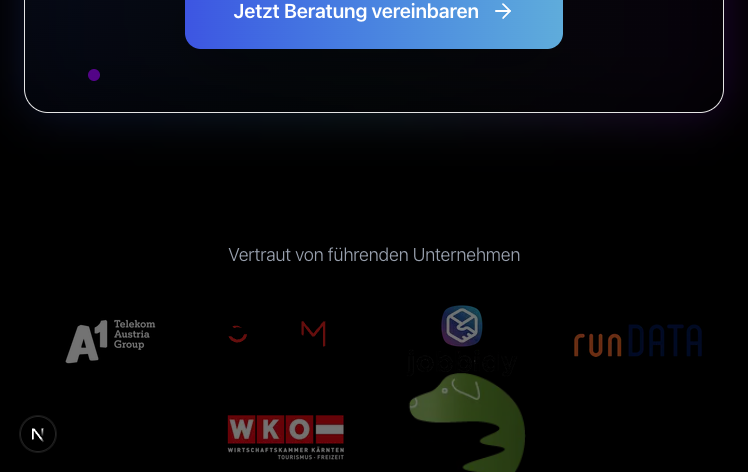 Jetzt Beratung vereinbaren
Vertraut von führenden Unternehmen
A1 Telekom
Austria
Group
runDATA
WKO
WIRTSCHAFTSKAMMER KÄRNTEN
TOURISMUS - FREIZEIT
N